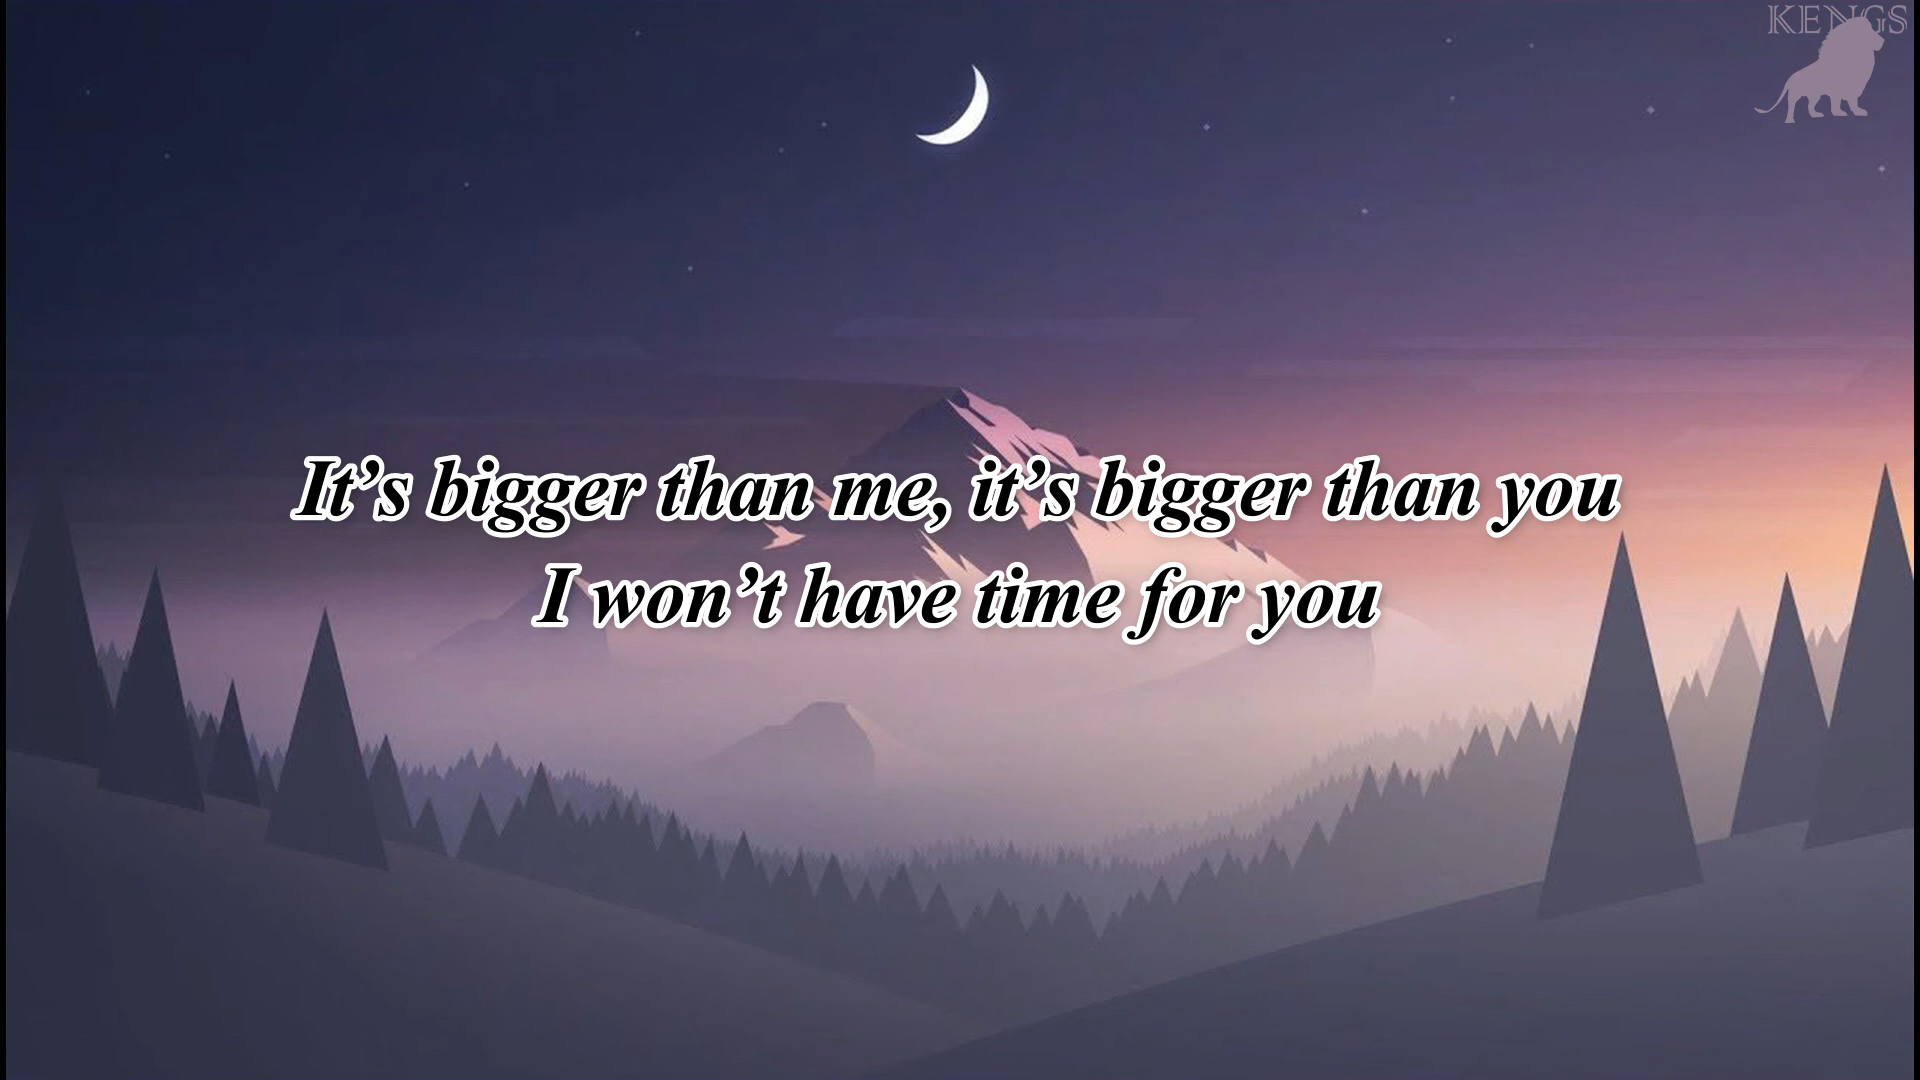 KENGS
It’s bigger than me, it’s bigger than you
I won’t have time for you